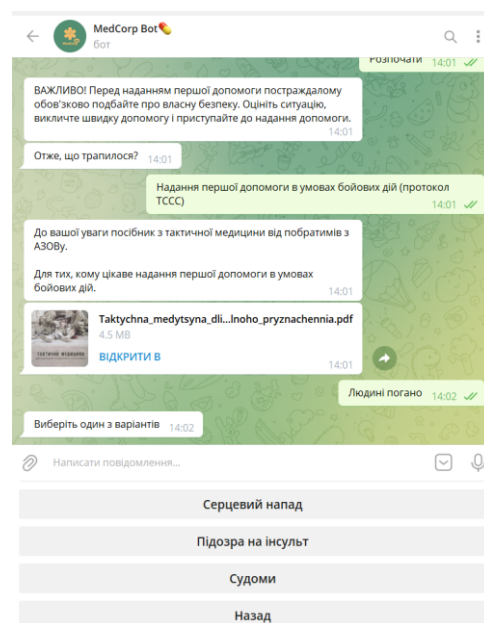 MedCorp Bot💊
бот
Розпочати 14:01
ВАЖЛИВО! Перед наданням першої допомоги постраждалому
обов'язково подбайте про власну безпеку. Оцініть ситуацію,
викличте швидку допомогу і приступайте до надання допомоги.
14:01
Отже, що трапилося? 14:01
Надання першої допомоги в умовах бойових дій (протокол
ТССС) 14:01
До вашої уваги посібник з тактичної медицини від побратимів з
АЗОВу.
Для тих, кому цікаве надання першої допомоги в умовах
бойових дій. 14:01
Taktychna_medytsyna_dli...lnoho_pryznachennia.pdf
4.5 MB
ВІДКРИТИ В 14:01
ТАКТИЧНА МЕДИЦИНА
Людині погано 14:02
Виберіть один з варіантів 14:02
Написати повідомлення...
Серцевий напад
Підозра на інсульт
Судоми
Назад